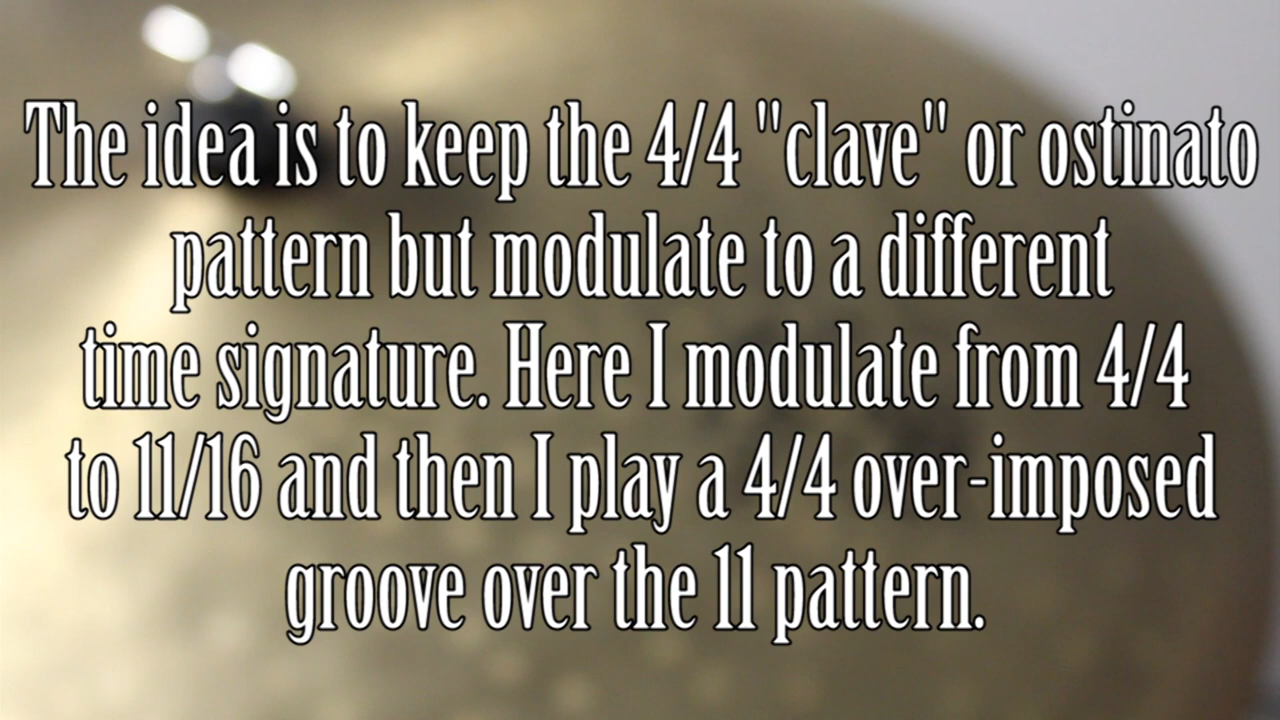 The idea is to keep the 4/4 "clave" or ostinato
pattern but modulate to a different
time signature. Here I modulate from 4/4
to 11/16 and then I play a 4/4 over-imposed
groove over the 11 pattern.